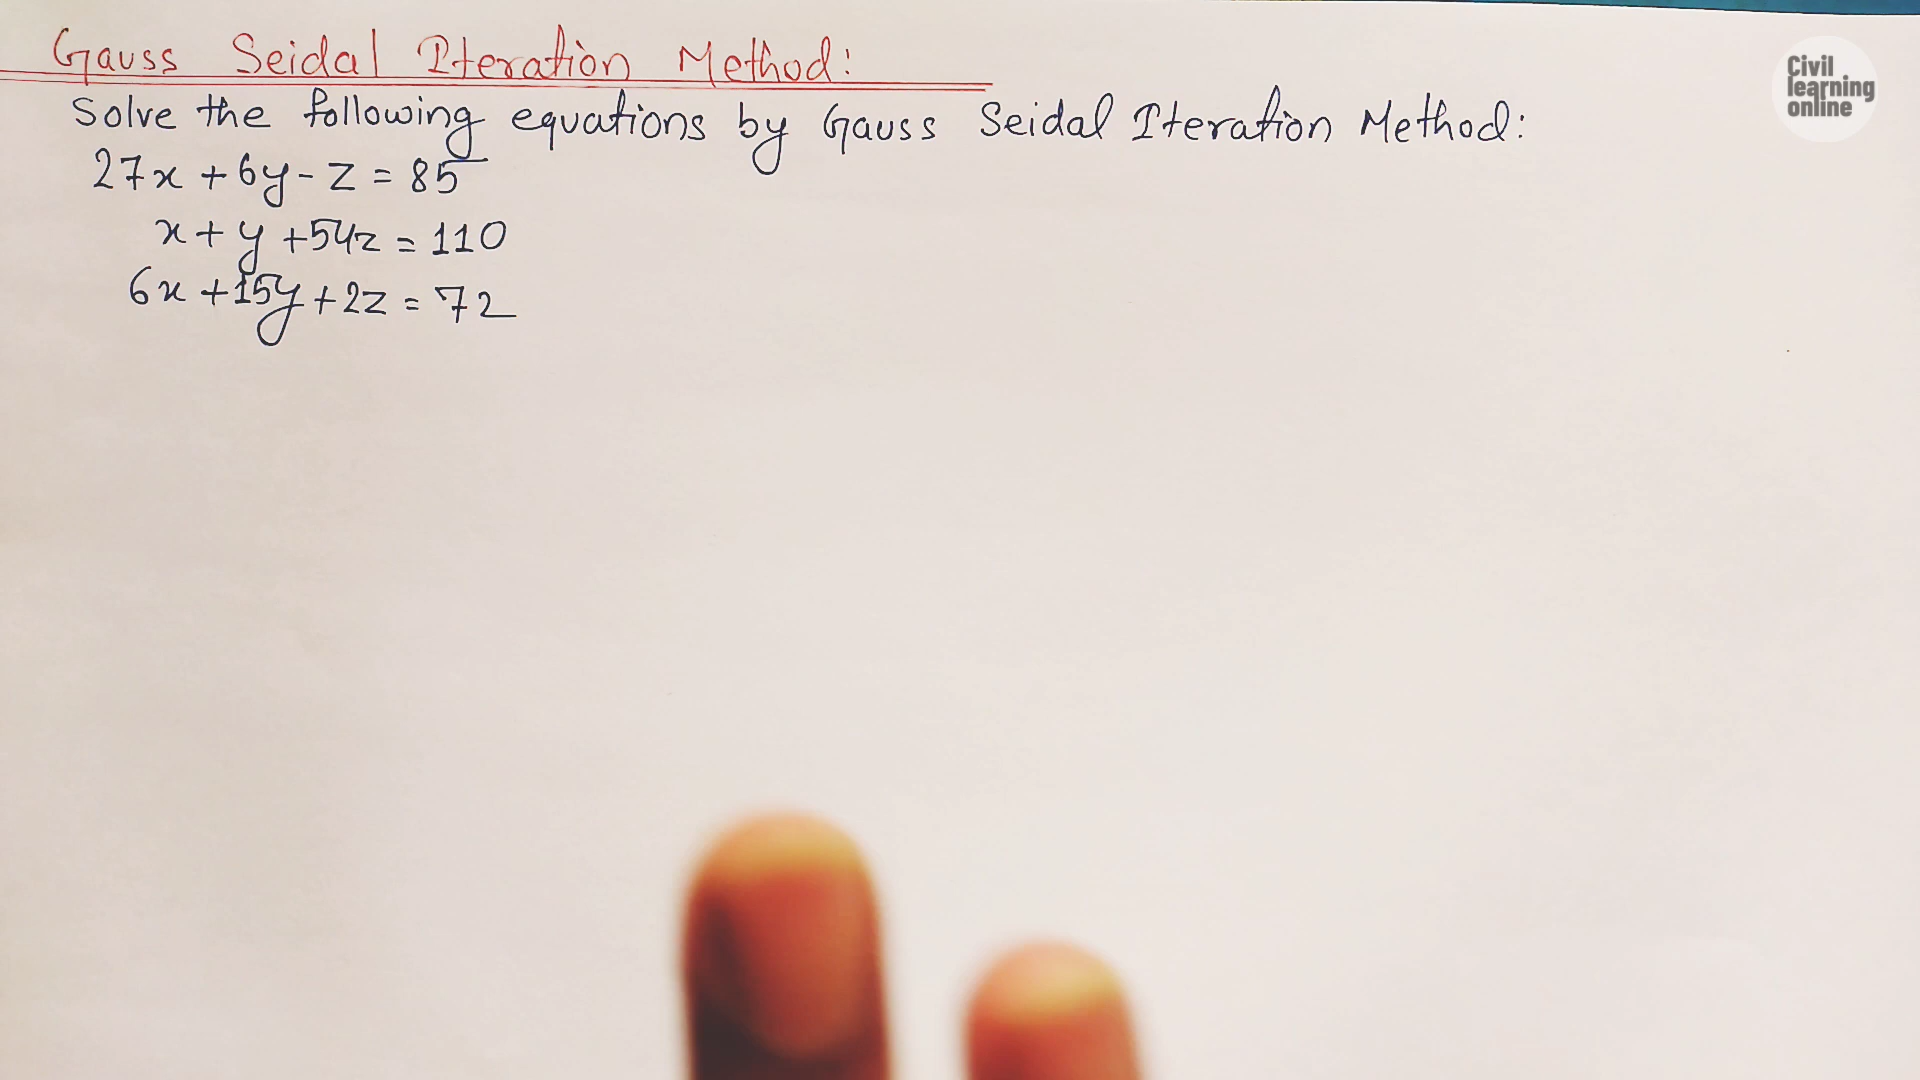 Gauss Seidal Iteration Method:
Solve the following equations by Gauss Seidal Iteration Method:
27x + 6y - z = 85
x + y + 54z = 110
6x + 15y + 2z = 72
Civil
learning
online